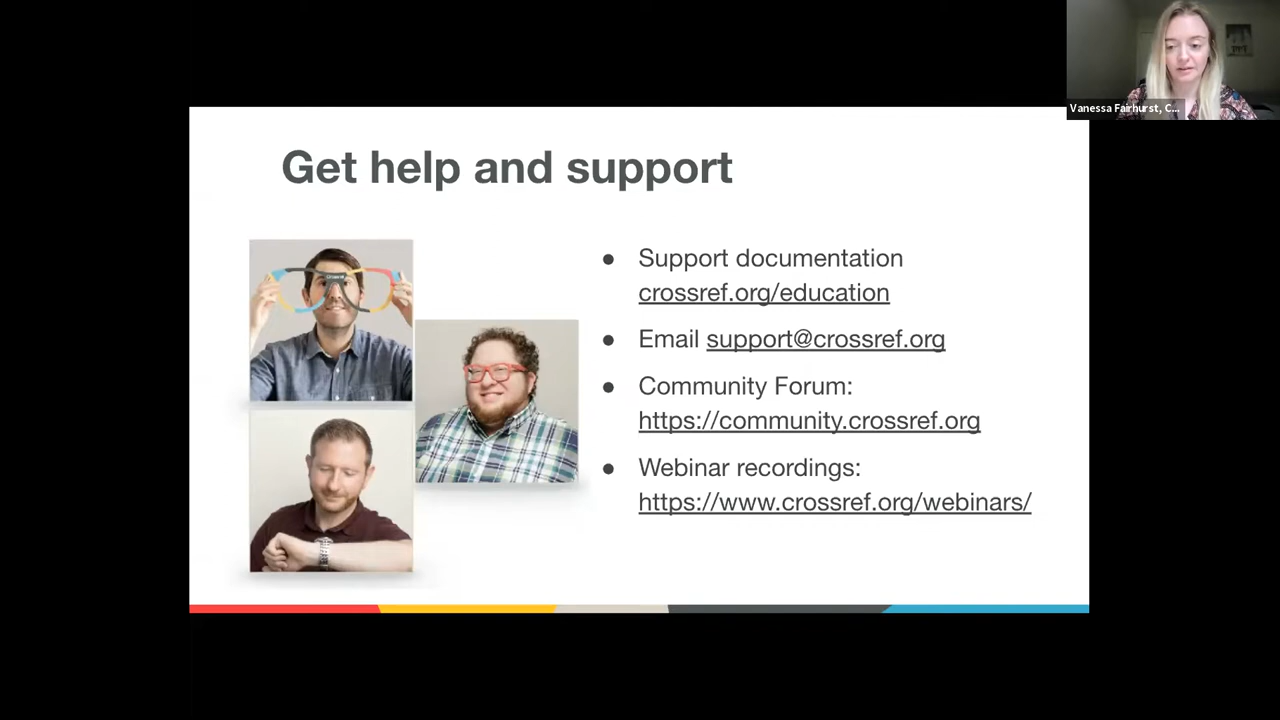 Vanessa Fairhurst, C...
Get help and support
● Support documentation
crossref.org/education
● Email support@crossref.org
● Community Forum:
https://community.crossref.org
● Webinar recordings:
https://www.crossref.org/webinars/